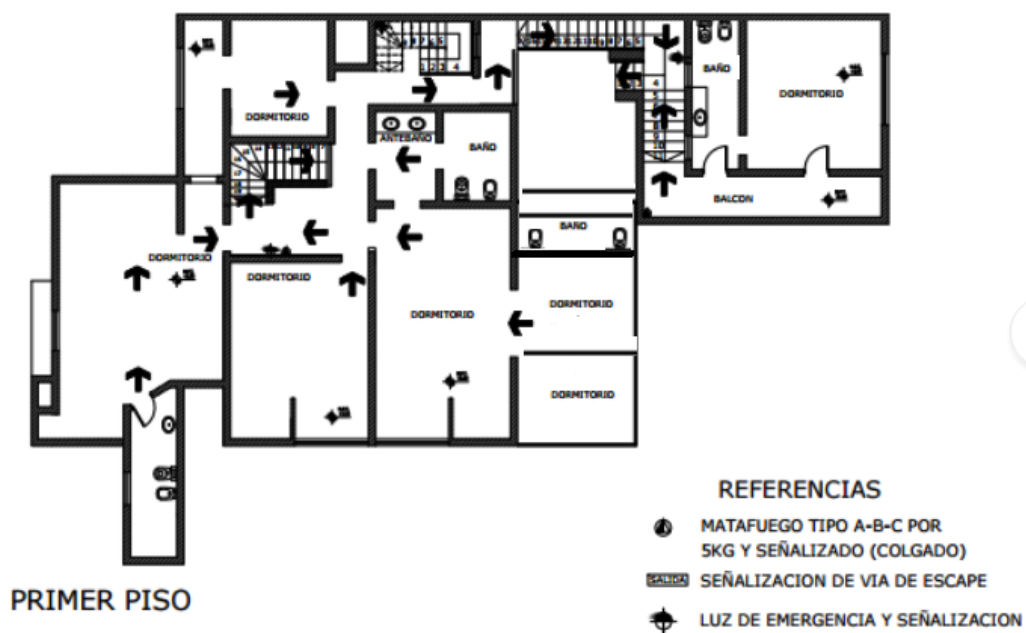 BAÑO
DORMITORIO
DORMITORIO
ANTEBAÑO
BAÑO
BALCON
BAÑO
DORMITORIO
DORMITORIO
DORMITORIO
DORMITORIO
DORMITORIO
REFERENCIAS
MATAFUEGO TIPO A-B-C POR
5KG Y SEÑALIZADO (COLGADO)
SALIDA SEÑALIZACION DE VIA DE ESCAPE
PRIMER PISO
LUZ DE EMERGENCIA Y SEÑALIZACION